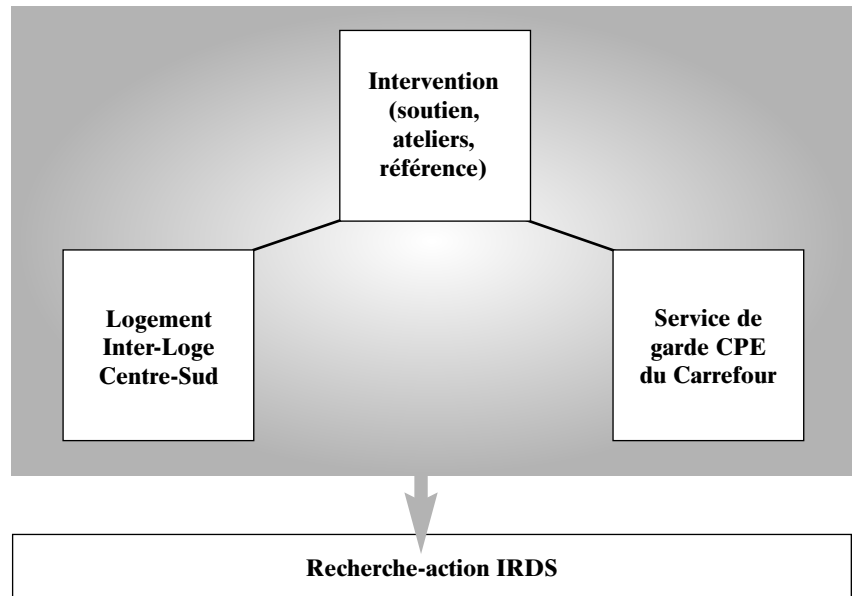 Intervention
(soutien,
ateliers,
référence)
Logement
Inter-Loge
Centre-Sud
Service de
garde CPE
du Carrefour
Recherche-action IRDS